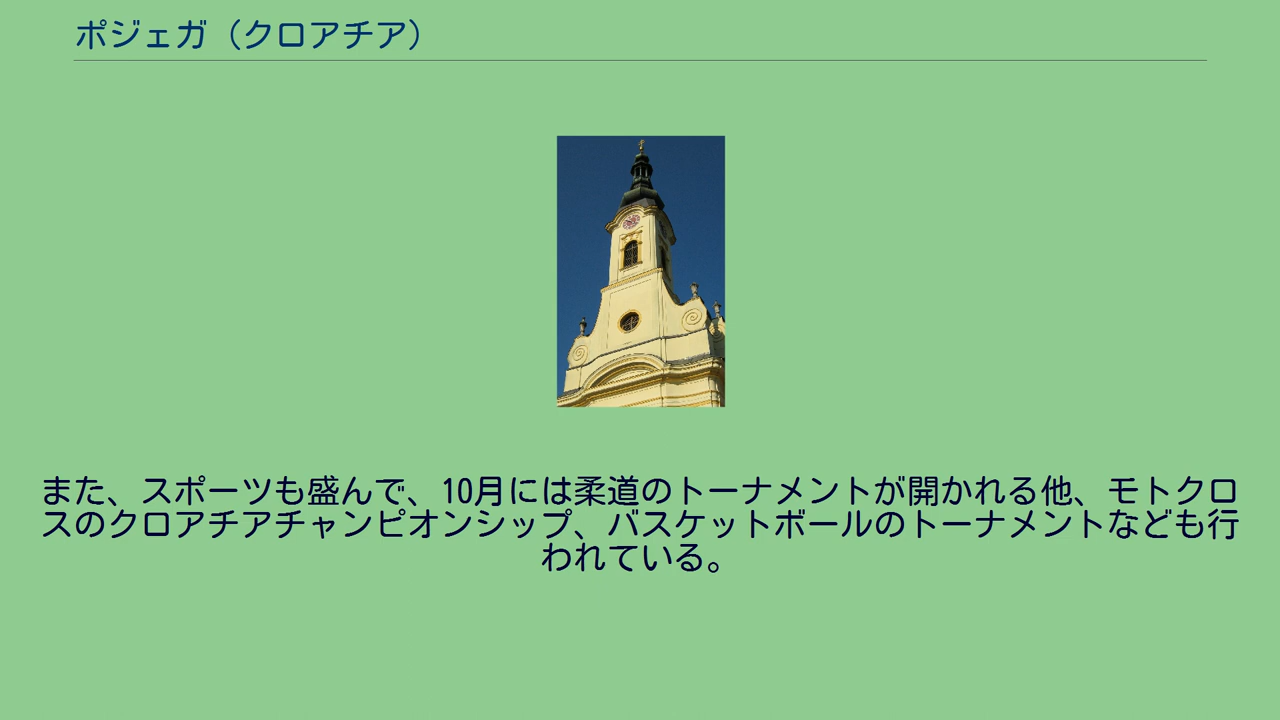 ポジェガ（クロアチア）
また、スポーツも盛んで、10月には柔道のトーナメントが開かれる他、モトクロ
スのクロアチアチャンピオンシップ、バスケットボールのトーナメントなども行
われている。